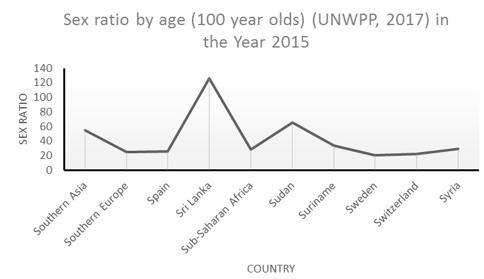 Sex ratio by age (100 year olds) (UNWPP, 2017) in
the Year 2015
140
120
100
80
60
40
20
0
SEX RATIO
Southern Asia
Southern Europe
Spain
Sri Lanka
Sub-Saharan Africa
Sudan
Suriname
Sweden
Switzerland
Syria
COUNTRY